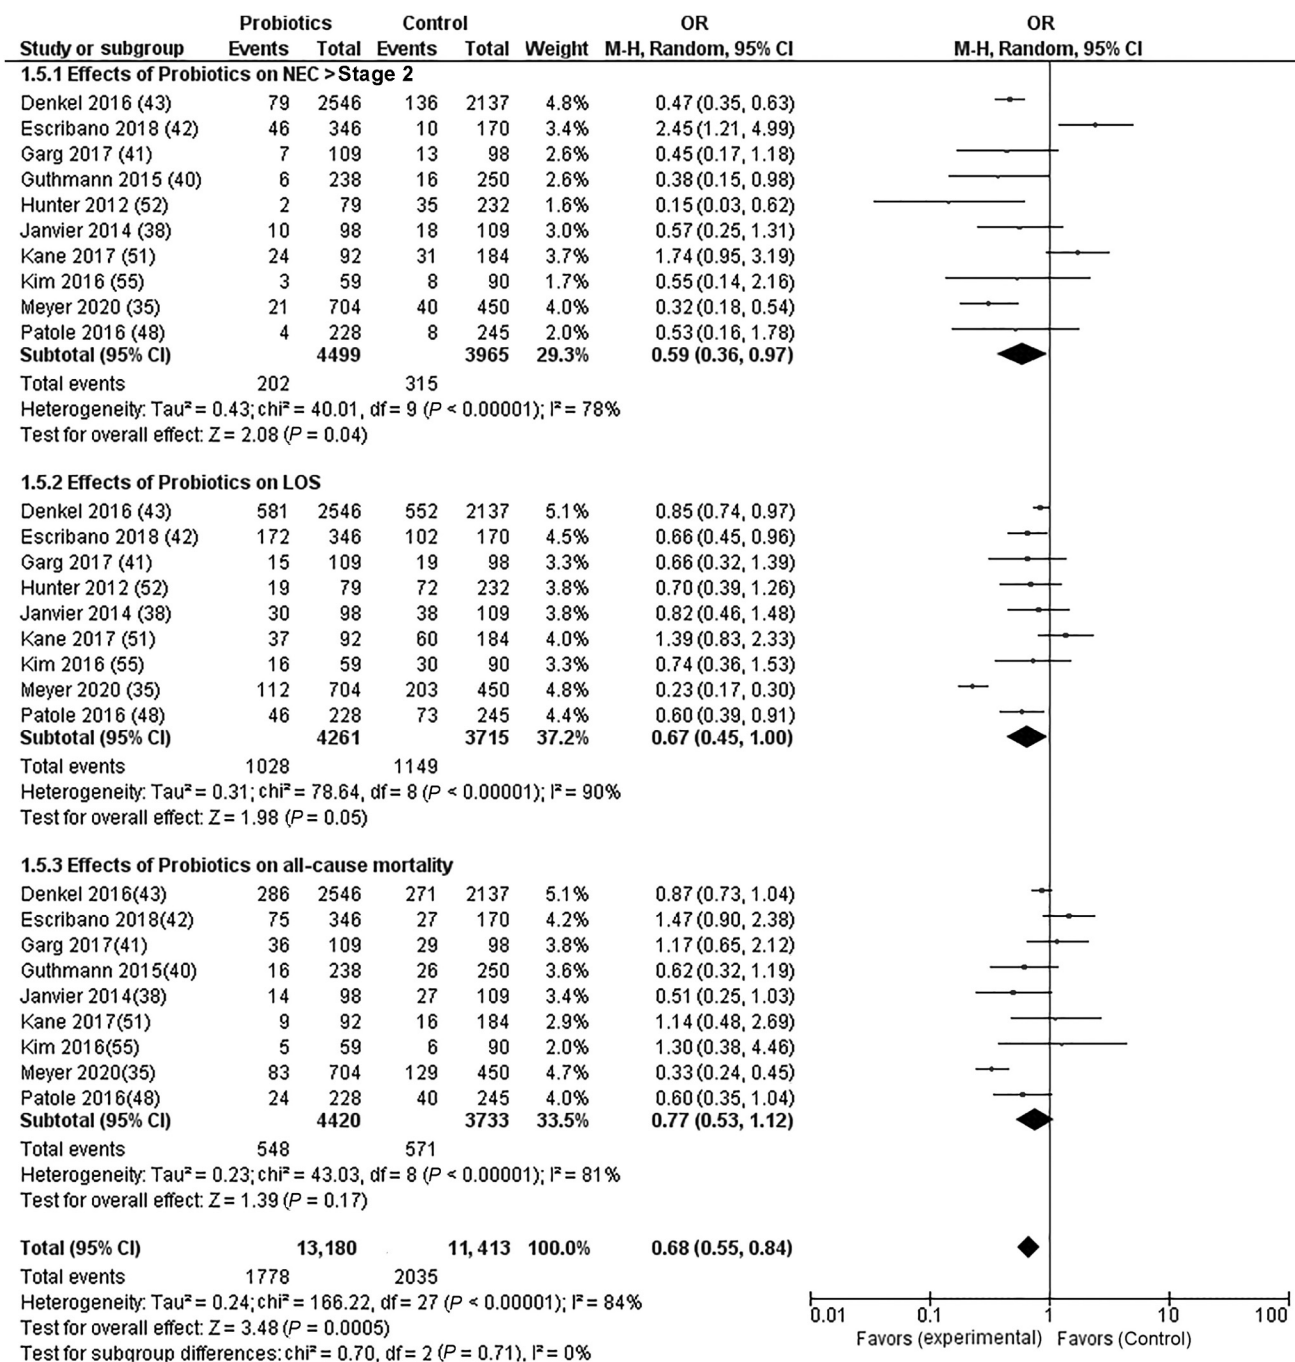 Probiotics Control OR OR
Study or subgroup Events Total Events Total Weight M-H, Random, 95% CI M-H, Random, 95% CI
1.5.1 Effects of Probiotics on NEC > Stage 2
Denkel 2016 (43) 79 2546 136 2137 4.8% 0.47 (0.35, 0.63)
Escribano 2018 (42) 46 346 10 170 3.4% 2.45 (1.21, 4.99)
Garg 2017 (41) 7 109 13 98 2.6% 0.45 (0.17, 1.18)
Guthmann 2015 (40) 6 238 16 250 2.6% 0.38 (0.15, 0.98)
Hunter 2012 (52) 2 79 35 232 1.6% 0.15 (0.03, 0.62)
Janvier 2014 (38) 10 98 18 109 3.0% 0.57 (0.25, 1.31)
Kane 2017 (51) 24 92 31 184 3.7% 1.74 (0.95, 3.19)
Kim 2016 (55) 3 59 8 90 1.7% 0.55 (0.14, 2.16)
Meyer 2020 (35) 21 704 40 450 4.0% 0.32 (0.18, 0.54)
Patole 2016 (48) 4 228 8 245 2.0% 0.53 (0.16, 1.78)
Subtotal (95% CI) 4499 3965 29.3% 0.59 (0.36, 0.97)
Total events 202 315
Heterogeneity: Tau² = 0.43; chi² = 40.01, df = 9 (P < 0.00001); I² = 78%
Test for overall effect: Z = 2.08 (P = 0.04)
1.5.2 Effects of Probiotics on LOS
Denkel 2016 (43) 581 2546 552 2137 5.1% 0.85 (0.74, 0.97)
Escribano 2018 (42) 172 346 102 170 4.5% 0.66 (0.45, 0.96)
Garg 2017 (41) 15 109 19 98 3.3% 0.66 (0.32, 1.39)
Hunter 2012 (52) 19 79 72 232 3.8% 0.70 (0.39, 1.26)
Janvier 2014 (38) 30 98 38 109 3.8% 0.82 (0.46, 1.48)
Kane 2017 (51) 37 92 60 184 4.0% 1.39 (0.83, 2.33)
Kim 2016 (55) 16 59 30 90 3.3% 0.74 (0.36, 1.53)
Meyer 2020 (35) 112 704 203 450 4.8% 0.23 (0.17, 0.30)
Patole 2016 (48) 46 228 73 245 4.4% 0.60 (0.39, 0.91)
Subtotal (95% CI) 4261 3715 37.2% 0.67 (0.45, 1.00)
Total events 1028 1149
Heterogeneity: Tau² = 0.31; chi² = 78.64, df = 8 (P < 0.00001); I² = 90%
Test for overall effect: Z = 1.98 (P = 0.05)
1.5.3 Effects of Probiotics on all-cause mortality
Denkel 2016(43) 286 2546 271 2137 5.1% 0.87 (0.73, 1.04)
Escribano 2018(42) 75 346 27 170 4.2% 1.47 (0.90, 2.38)
Garg 2017(41) 36 109 29 98 3.8% 1.17 (0.65, 2.12)
Guthmann 2015(40) 16 238 26 250 3.6% 0.62 (0.32, 1.19)
Janvier 2014(38) 14 98 27 109 3.4% 0.51 (0.25, 1.03)
Kane 2017(51) 9 92 16 184 2.9% 1.14 (0.48, 2.69)
Kim 2016(55) 5 59 6 90 2.0% 1.30 (0.38, 4.46)
Meyer 2020(35) 83 704 129 450 4.7% 0.33 (0.24, 0.45)
Patole 2016(48) 24 228 40 245 4.0% 0.60 (0.35, 1.04)
Subtotal (95% CI) 4420 3733 33.5% 0.77 (0.53, 1.12)
Total events 548 571
Heterogeneity: Tau² = 0.23; chi² = 43.03, df = 8 (P < 0.00001); I² = 81%
Test for overall effect: Z = 1.39 (P = 0.17)
Total (95% CI) 13,180 11,413 100.0% 0.68 (0.55, 0.84)
Total events 1778 2035
Heterogeneity: Tau² = 0.24; chi² = 166.22, df = 27 (P < 0.00001); I² = 84%
Test for overall effect: Z = 3.48 (P = 0.0005)
Test for subgroup differences: chi² = 0.70, df = 2 (P = 0.71), I² = 0%
0.01 0.1 1 10 100
Favors (experimental) Favors (Control)